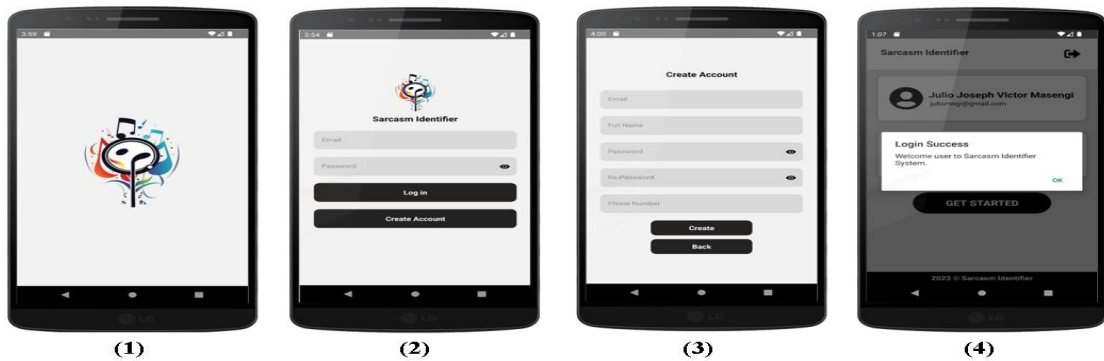 3:59
3:54
Sarcasm Identifier
Email
Password
Log in
Create Account
4:00
Create Account
Email
Full Name
Password
Re-Password
Phone Number
Create
Back
1:07
Sarcasm Identifier
Julio Joseph Victor Masengi
Login Success
Welcome user to Sarcasm Identifier
System.
OK
GET STARTED
2023 © Sarcasm Identifier
LG
LG
LG
LG
(1)
(2)
(3)
(4)